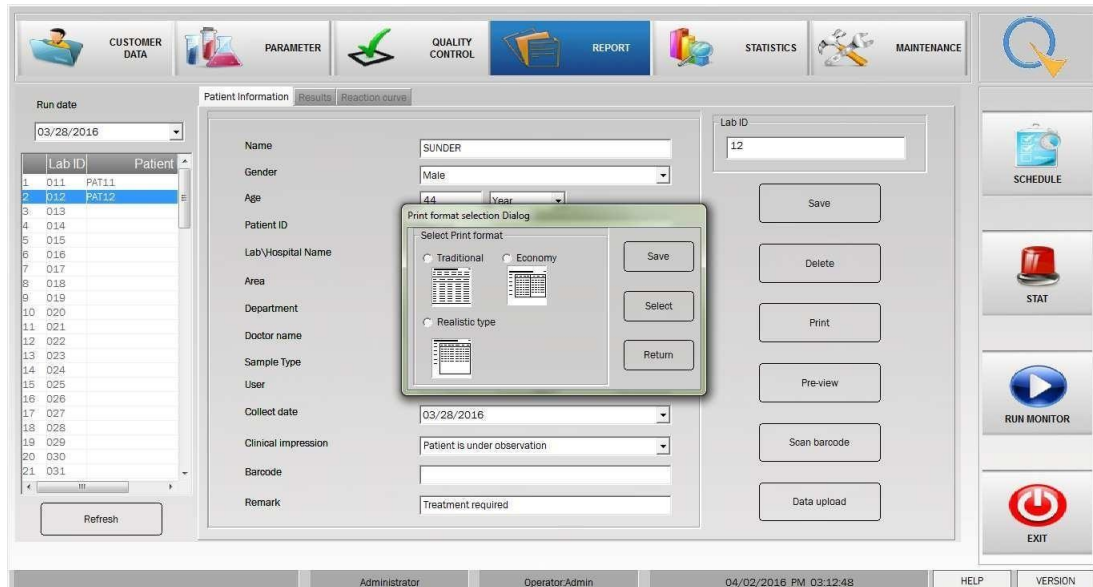 CUSTOMER
DATA
PARAMETER
QUALITY
CONTROL
REPORT
STATISTICS
MAINTENANCE
Run date
03/28/2016
Lab ID Patient
1 011 PAT11
2 012 PAT12
3 013
4 014
5 015
6 016
7 017
8 018
9 019
10 020
11 021
12 022
13 023
14 024
15 025
16 026
17 027
18 028
19 029
20 030
21 031
Refresh
Patient Information Results Reaction curve
Name SUNDER
Gender Male
Age 44 Year
Patient ID
Lab\Hospital Name
Area
Department
Doctor name
Sample Type
User
Collect date 03/28/2016
Clinical impression Patient is under observation
Barcode
Remark Treatment required
Print format selection Dialog
Select Print format
Traditional Economy
Realistic type
Save
Select
Return
Lab ID
12
Save
Delete
Print
Pre-view
Scan barcode
Data upload
SCHEDULE
STAT
RUN MONITOR
EXIT
Administrator Operator:Admin 04/02/2016 PM 03:12:48 HELP VERSION